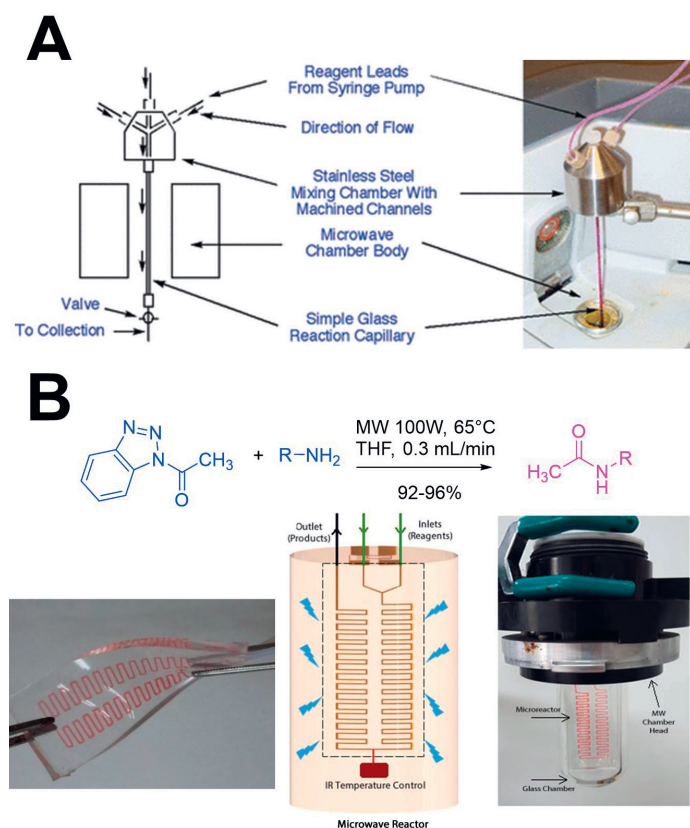 A
Reagent Leads
From Syringe Pump
Direction of Flow
Stainless Steel
Mixing Chamber With
Machined Channels
Microwave
Chamber Body
Valve
To Collection
Simple Glass
Reaction Capillary
B
N
N
N
CH3
O
+
R–NH2
MW 100W, 65°C
THF, 0.3 mL/min
92-96%
O
H3C
N
H
R
Outlet
(Products)
Inlets
(Reagents)
IR Temperature Control
Microwave Reactor
Microreactor
MW
Chamber
Head
Glass Chamber